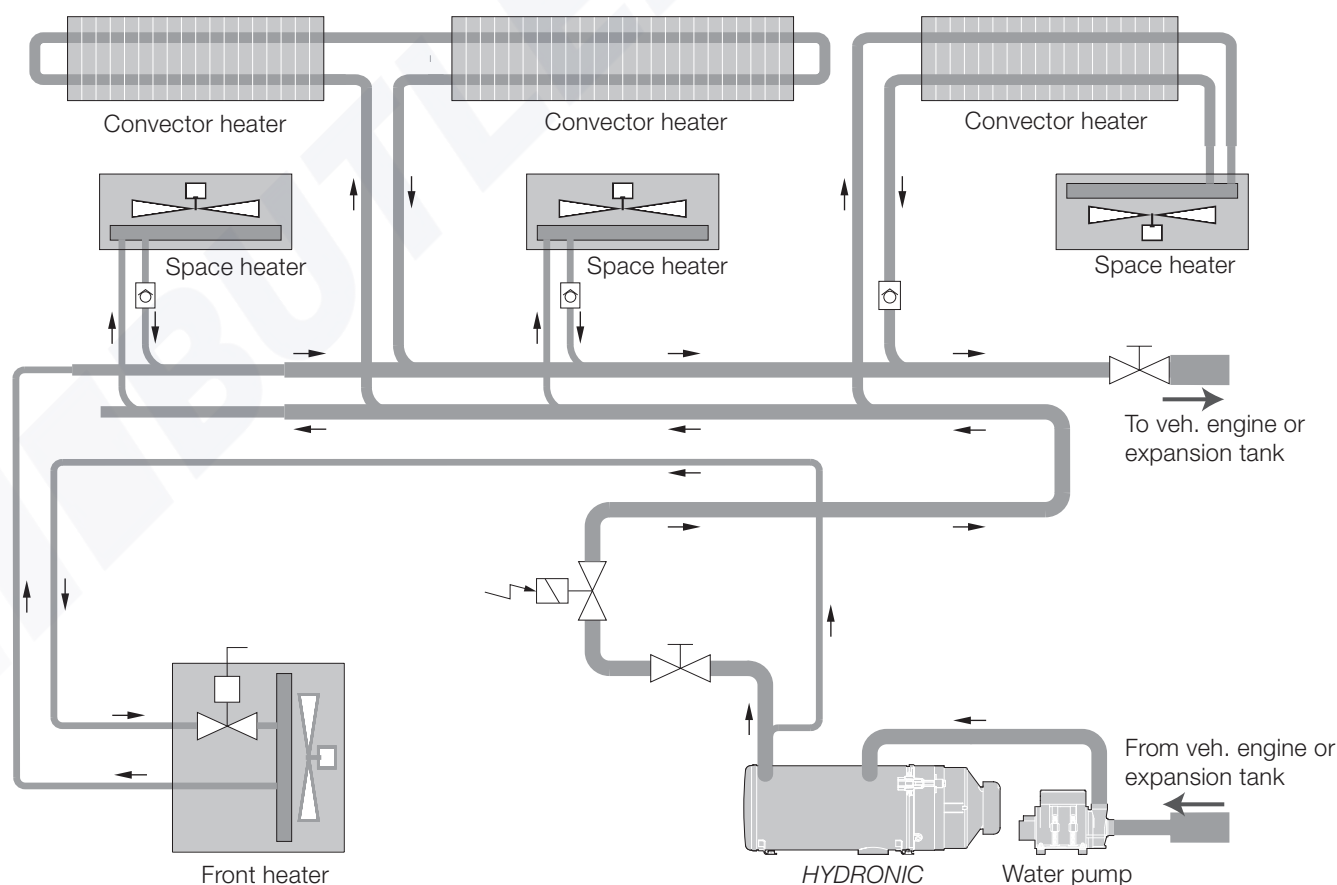 BUTLE
Convector heater
Convector heater
Convector heater
Space heater
Space heater
Space heater
To veh. engine or
expansion tank
From veh. engine or
expansion tank
Front heater
HYDRONIC
Water pump